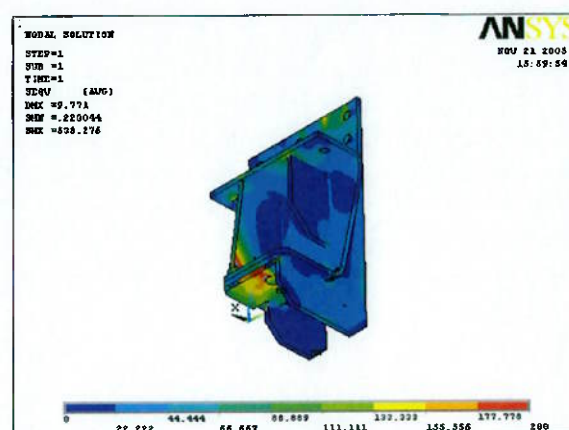 NODAL SOLUTION
STEP=1
SUB =1
TIME=1
SEQV (AVG)
DMX =9.771
SMN =.220044
SMX =538.276
ANSYS
NOV 21 2005
15:59:54
X
0 44.444 88.889 133.333 177.778
22.222 66.667 111.111 155.556 200